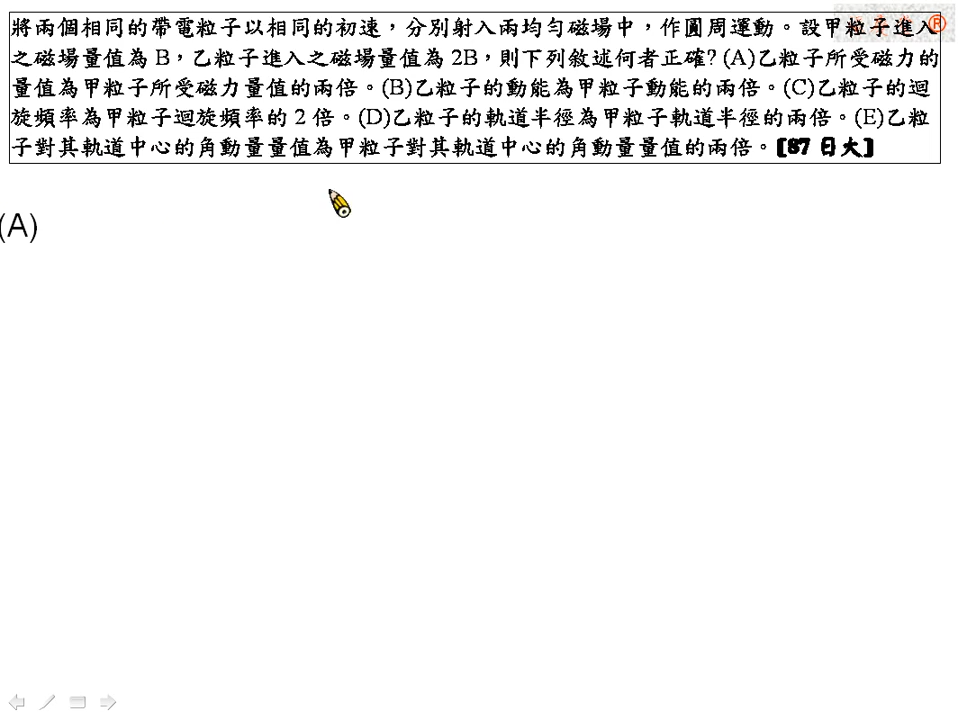 將兩個相同的帶電粒子以相同的初速，分別射入兩均勻磁場中，作圓周運動。設甲粒子進入
之磁場量值為 B，乙粒子進入之磁場量值為 2B，則下列敘述何者正確? (A)乙粒子所受磁力的
量值為甲粒子所受磁力量值的兩倍。(B)乙粒子的動能為甲粒子動能的兩倍。(C)乙粒子的迴
旋頻率為甲粒子迴旋頻率的 2 倍。(D)乙粒子的軌道半徑為甲粒子軌道半徑的兩倍。(E)乙粒
子對其軌道中心的角動量量值為甲粒子對其軌道中心的角動量量值的兩倍。【87 日大】
(A)